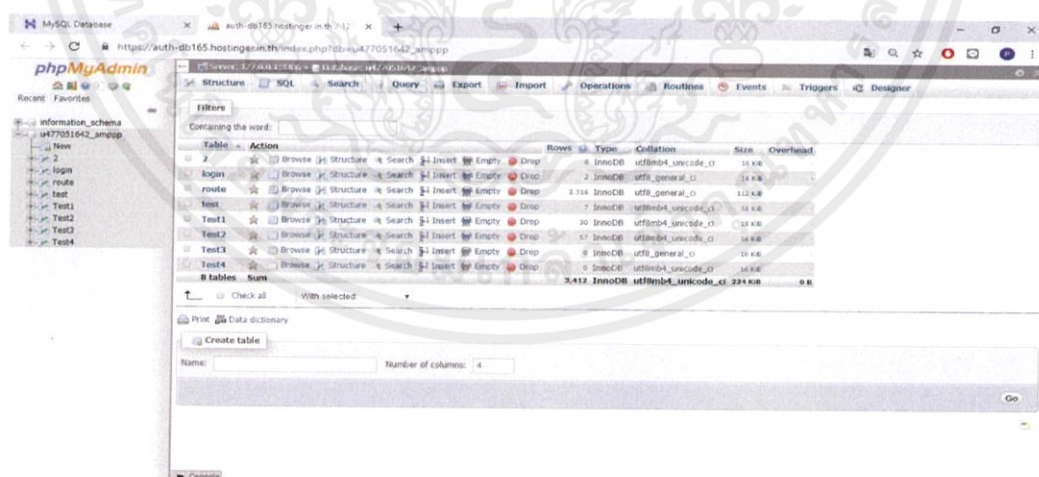 MySQL Database × auth-db165.hostinger.in.th × +
https://auth-db165.hostinger.in.th/index.php?db=u477051642_amppp
phpMyAdmin
Recent Favorites
information_schema
u477051642_amppp
New
2
login
route
test
Test1
Test2
Test3
Test4
Structure SQL Search Query Export Import Operations Routines Events Triggers Designer
Filters
Containing the word:
Table Action Rows Type Collation Size Overhead
2 Browse Structure Search Insert Empty Drop InnoDB utf8mb4_unicode_ci 16 KiB
login Browse Structure Search Insert Empty Drop 2 InnoDB utf8_general_ci 16 KiB
route Browse Structure Search Insert Empty Drop 3,316 InnoDB utf8_general_ci 112 KiB
test Browse Structure Search Insert Empty Drop 7 InnoDB utf8mb4_unicode_ci 16 KiB
Test1 Browse Structure Search Insert Empty Drop 30 InnoDB utf8mb4_unicode_ci 16 KiB
Test2 Browse Structure Search Insert Empty Drop 57 InnoDB utf8mb4_unicode_ci 16 KiB
Test3 Browse Structure Search Insert Empty Drop 0 InnoDB utf8_general_ci 16 KiB
Test4 Browse Structure Search Insert Empty Drop 0 InnoDB utf8mb4_unicode_ci 16 KiB
8 tables Sum 3,412 InnoDB utf8mb4_unicode_ci 224 KiB 0 B
Check all With selected:
Print Data dictionary
Create table
Name: Number of columns: 4
Go
Console